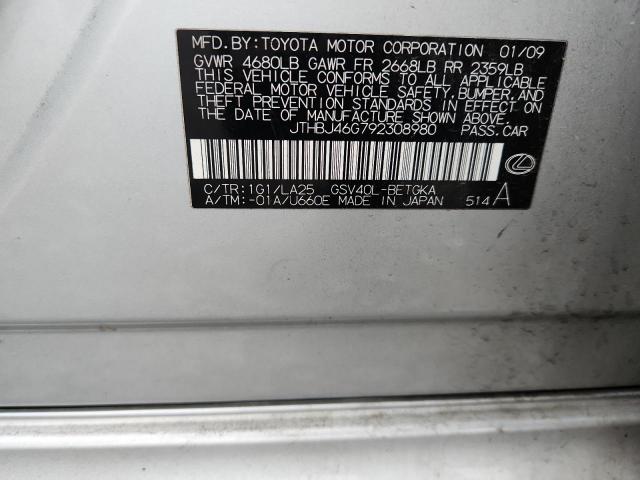 MFD.BY:TOYOTA MOTOR CORPORATION 01/09
GVWR 4680LB GAWR FR 2668LB RR 2359LB
THIS VEHICLE CONFORMS TO ALL APPLICABLE
FEDERAL MOTOR VEHICLE SAFETY, BUMPER, AND
THEFT PREVENTION STANDARDS IN EFFECT ON
THE DATE OF MANUFACTURE SHOWN ABOVE.
JTHBJ46G792308980 PASS.CAR
C/TR:1G1/LA25 GSV40L-BETGKA
A/TM:-01A/U660E MADE IN JAPAN 514 A